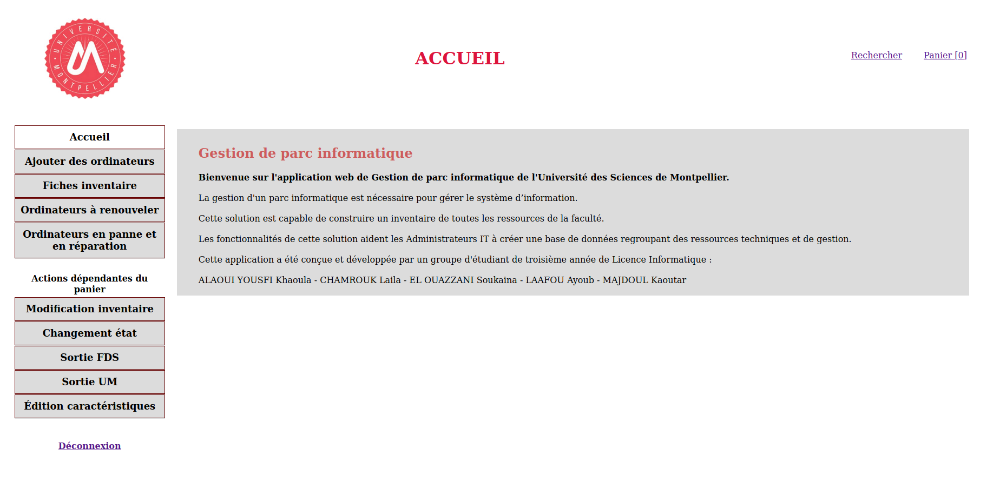 UNIVERSITÉ
MONTPELLIER
ACCUEIL
Rechercher
Panier [0]
Accueil
Ajouter des ordinateurs
Fiches inventaire
Ordinateurs à renouveler
Ordinateurs en panne et
en réparation
Actions dépendantes du
panier
Modification inventaire
Changement état
Sortie FDS
Sortie UM
Édition caractéristiques
Déconnexion
Gestion de parc informatique
Bienvenue sur l'application web de Gestion de parc informatique de l'Université des Sciences de Montpellier.
La gestion d'un parc informatique est nécessaire pour gérer le système d’information.
Cette solution est capable de construire un inventaire de toutes les ressources de la faculté.
Les fonctionnalités de cette solution aident les Administrateurs IT à créer une base de données regroupant des ressources techniques et de gestion.
Cette application a été conçue et développée par un groupe d'étudiant de troisième année de Licence Informatique :
ALAOUI YOUSFI Khaoula - CHAMROUK Laila - EL OUAZZANI Soukaina - LAAFOU Ayoub - MAJDOUL Kaoutar